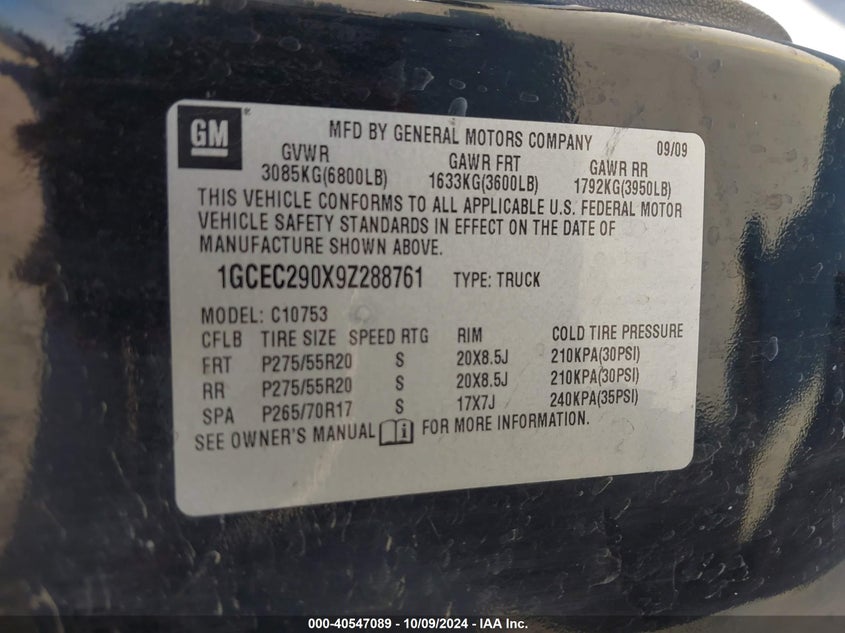 GM
MFD BY GENERAL MOTORS COMPANY 09/09
GVWR GAWR FRT GAWR RR
3085KG(6800LB) 1633KG(3600LB) 1792KG(3950LB)
THIS VEHICLE CONFORMS TO ALL APPLICABLE U.S. FEDERAL MOTOR
VEHICLE SAFETY STANDARDS IN EFFECT ON THE DATE OF
MANUFACTURE SHOWN ABOVE.
1GCEC290X9Z288761 TYPE: TRUCK
MODEL: C10753
CFLB TIRE SIZE SPEED RTG RIM COLD TIRE PRESSURE
FRT P275/55R20 S 20X8.5J 210KPA(30PSI)
RR P275/55R20 S 20X8.5J 210KPA(30PSI)
SPA P265/70R17 S 17X7J 240KPA(35PSI)
SEE OWNER'S MANUAL FOR MORE INFORMATION.
000-40547089 - 10/09/2024 - IAA Inc.